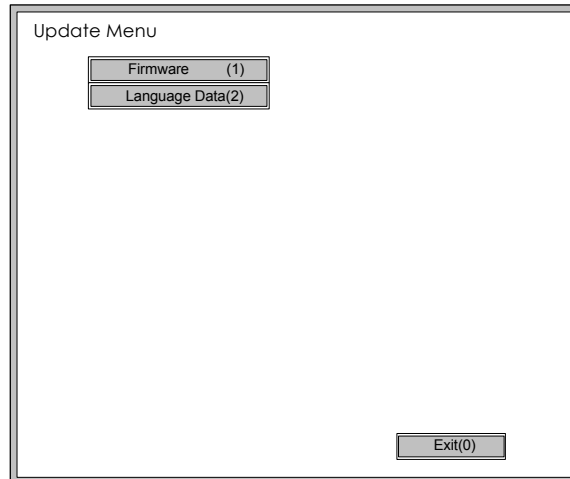 Update Menu
Firmware (1)
Language Data(2)
Exit(0)